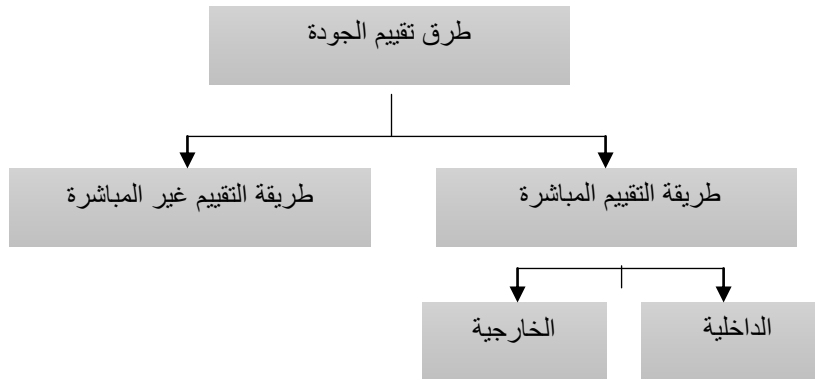 طرق تقييم الجودة
طريقة التقييم المباشرة
طريقة التقييم غير المباشرة
الداخلية
الخارجية